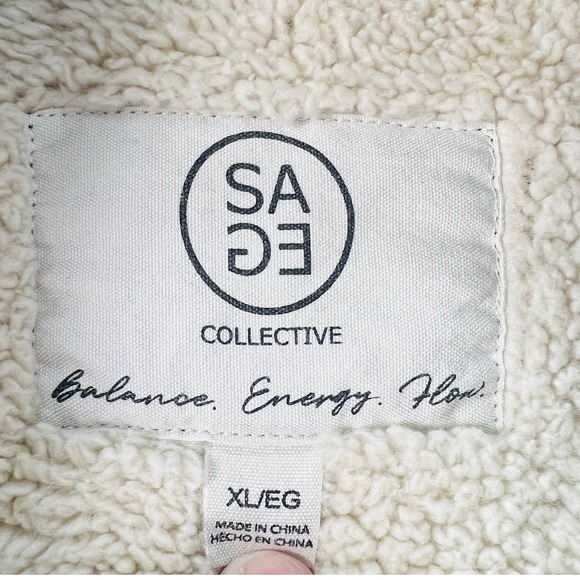 SA
GE
COLLECTIVE
Balance. Energy. Flow.
XL/EG
MADE IN CHINA
HECHO EN CHINA